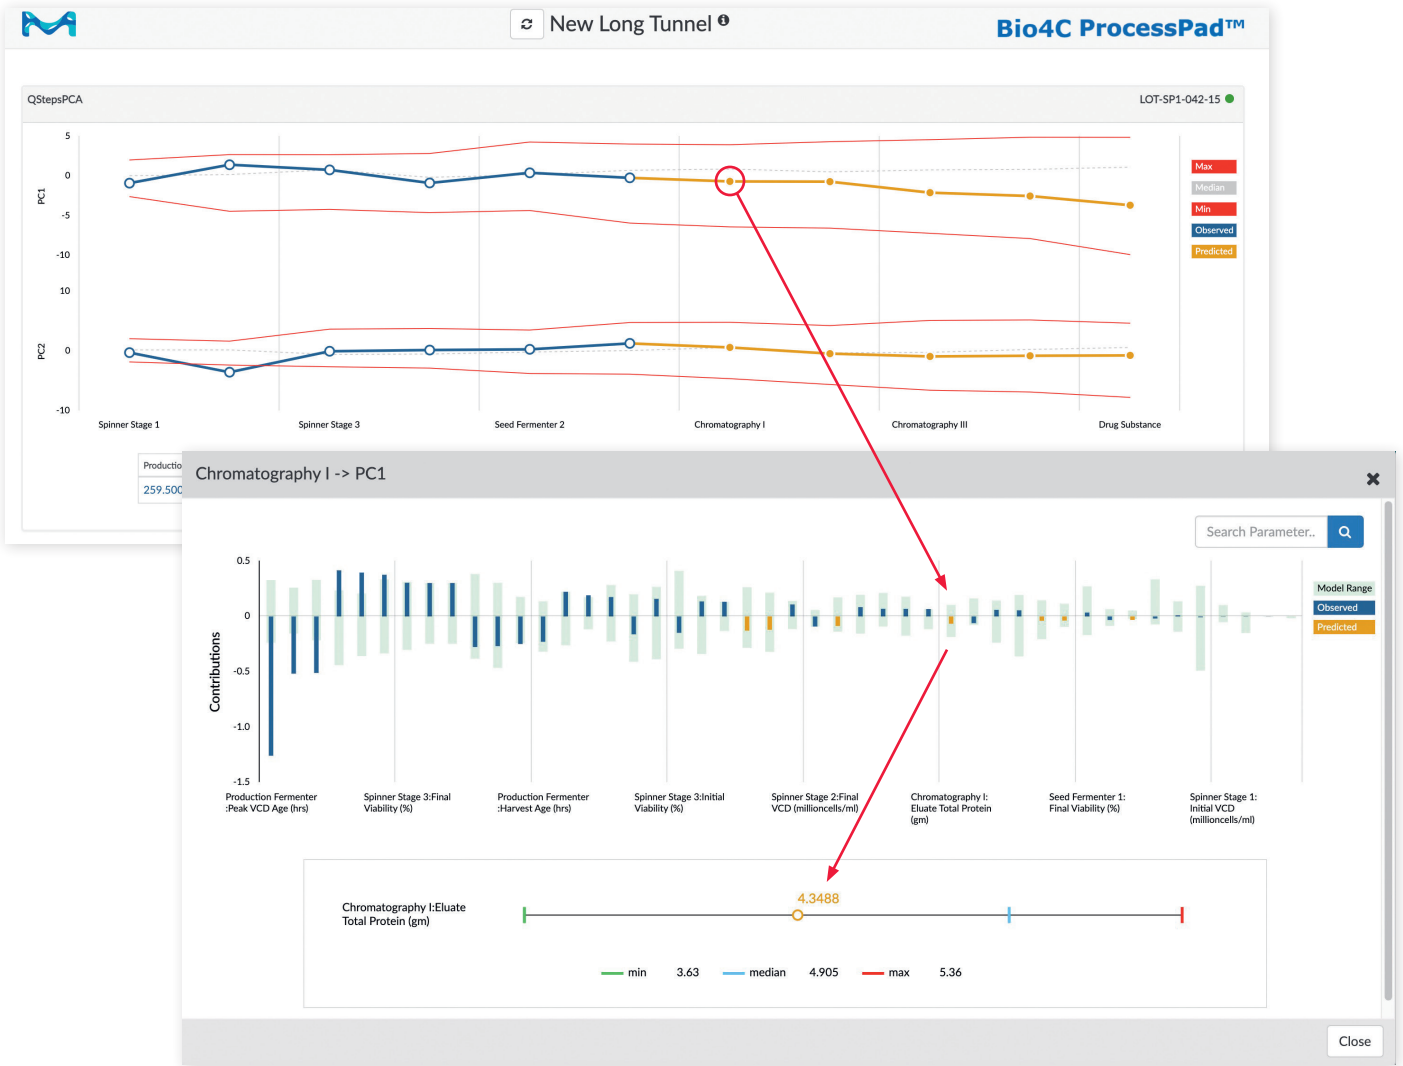 New Long Tunnel
Bio4C ProcessPad™
QStepsPCA
LOT-SP1-042-15
5
0
-5
-10
PC1
Max
Median
Min
Observed
Predicted
10
0
-10
PC2
Spinner Stage 1
Spinner Stage 3
Seed Fermenter 2
Chromatography I
Chromatography III
Drug Substance
Productio
259.500
Chromatography I -> PC1
Search Parameter..
0.5
0
-0.5
-1.0
-1.5
Contributions
Model Range
Observed
Predicted
Production Fermenter
:Peak VCD Age (hrs)
Spinner Stage 3:Final
Viability (%)
Production Fermenter
:Harvest Age (hrs)
Spinner Stage 3:Initial
Viability (%)
Spinner Stage 2:Final
VCD (millioncells/ml)
Chromatography I:
Eluate Total Protein
(gm)
Seed Fermenter 1:
Final Viability (%)
Spinner Stage 1:
Initial VCD
(millioncells/ml)
Chromatography I:Eluate
Total Protein (gm)
4.3488
min 3.63 median 4.905 max 5.36
Close